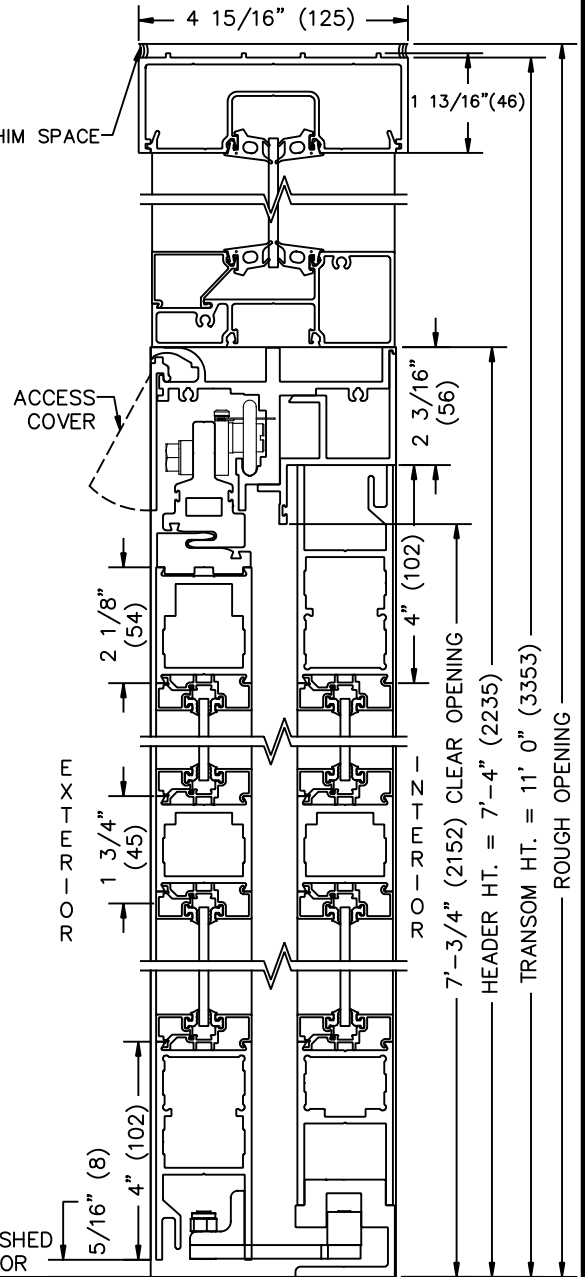 4 15/16" (125)
1 13/16"(46)
HIM SPACE
ACCESS
COVER
2 3/16"
(56)
4" (102)
2 1/8"
(54)
EXTERIOR
INTERIOR
1 3/4"
(45)
7'-3/4" (2152) CLEAR OPENING
HEADER HT. = 7'-4" (2235)
TRANSOM HT. = 11' 0" (3353)
ROUGH OPENING
5/16" (8)
4" (102)
SHED
OR